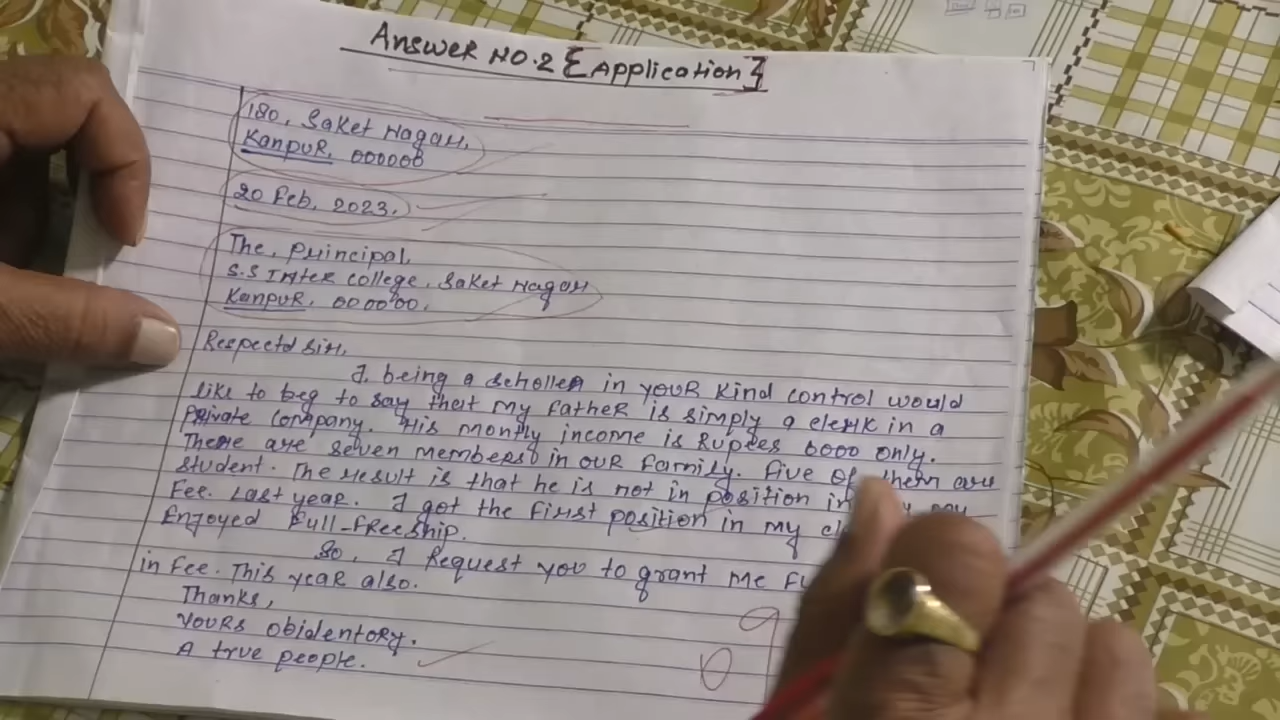 Answer No.2 {Application}
180, Saket Nagar,
Kanpur, 000000
20 Feb, 2023.
The, Principal,
S.S Inter college, Saket Nagar
Kanpur, 000000.
Respectd Sir,
I, being a scholler in your kind control would
like to beg to say that my father is simply a clerk in a
private company. His montly income is Rupees 6000 only.
There are seven members in our family. Five of them are
student. The result is that he is not in position in
Fee. Last year. I got the first position in my
Enjoyed Full-Freeship.
So, I Request you to grant me
in Fee. This year also.
Thanks,
Yours obidentory.
A true people.
9